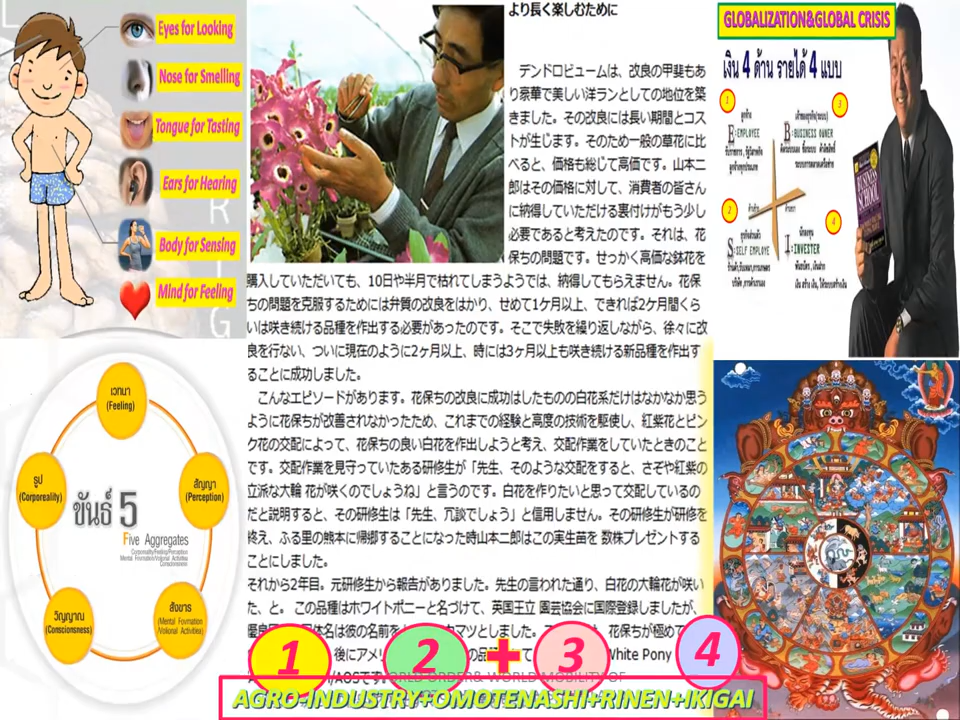 Eyes for Looking
Nose for Smelling
Tongue for Tasting
Ears for Hearing
Body for Sensing
Mind for Feeling
より長く楽しむために
デンドロビュームは、改良の甲斐もあ
り豪華で美しい洋ランとしての地位を築
きました。その改良には長い期間とコス
トが生じます。そのため一般の草花に比
べると、価格も総じて高価です。山本二
郎はその価格に対して、消費者の皆さん
に納得していただける裏付けがもう少し
必要であると考えたのです。それは、花
保ちの問題です。せっかく高価な鉢花を
購入していただいても、10日や半月で枯れてしまうようでは、納得してもらえません。花保
ちの問題を克服するためには弁質の改良をはかり、せめて1ケ月以上、できれば2ケ月間くら
いは咲き続ける品種を作出する必要があったのです。そこで失敗を繰り返しながら、徐々に改
良を行ない、ついに現在のように2ヶ月以上、時には3ヶ月以上も咲き続ける新品種を作出す
ることに成功しました。
こんなエピソードがあります。花保ちの改良に成功はしたものの白花系だけはなかなか思う
ように花保ちが改善されなかったため、これまでの経験と高度の技術を駆使し、紅紫花とピン
ク花の交配によって、花保ちの良い白花を作出しようと考え、交配作業をしていたときのこと
です。交配作業を見守っていたある研修生が「先生、そのような交配をすると、さぞや紅紫の
立派な大輪 花が咲くのでしょうね」と言うのです。白花を作りたいと思って交配しているの
だと説明すると、その研修生は「先生、冗談でしょう」と信用しません。その研修生が研修を
終え、ふる里の熊本に帰郷することになった時山本二郎はこの実生苗を 数株プレゼントする
ことにしました。
それから2年目。元研修生から報告がありました。先生の言われた通り、白花の大輪花が咲い
た、と。 この品種はホワイトポニーと名づけて、英国王立 園芸協会に国際登録しましたが、
White Pony
WORLD ORDER& WORLD MOBILITY OF
1
2
+
3
4
AGRO-INDUSTRY+OMOTENASHI+RINEN+IKIGAI
GLOBALIZATION&GLOBAL CRISIS
เงิน 4 ด้าน รายได้ 4 แบบ
1
3
ลูกจ้าง
E:EMPLOYEE
B:BUSINESS OWNER
2
4
S:SELF EMPLOYE
I:INVESTER
BUSINESS
SCHOOL
เวทนา
(Feeling)
รูป
(Corporeality)
สัญญา
(Perception)
ขันธ์ 5
Five Aggregates
Corporeality/Feeling/Perception
Mental Formation/Volional Activities
Consciousness
วิญญาณ
(Consciosness)
สังขาร
(Mental Fovmation
/Volional Activitiea)